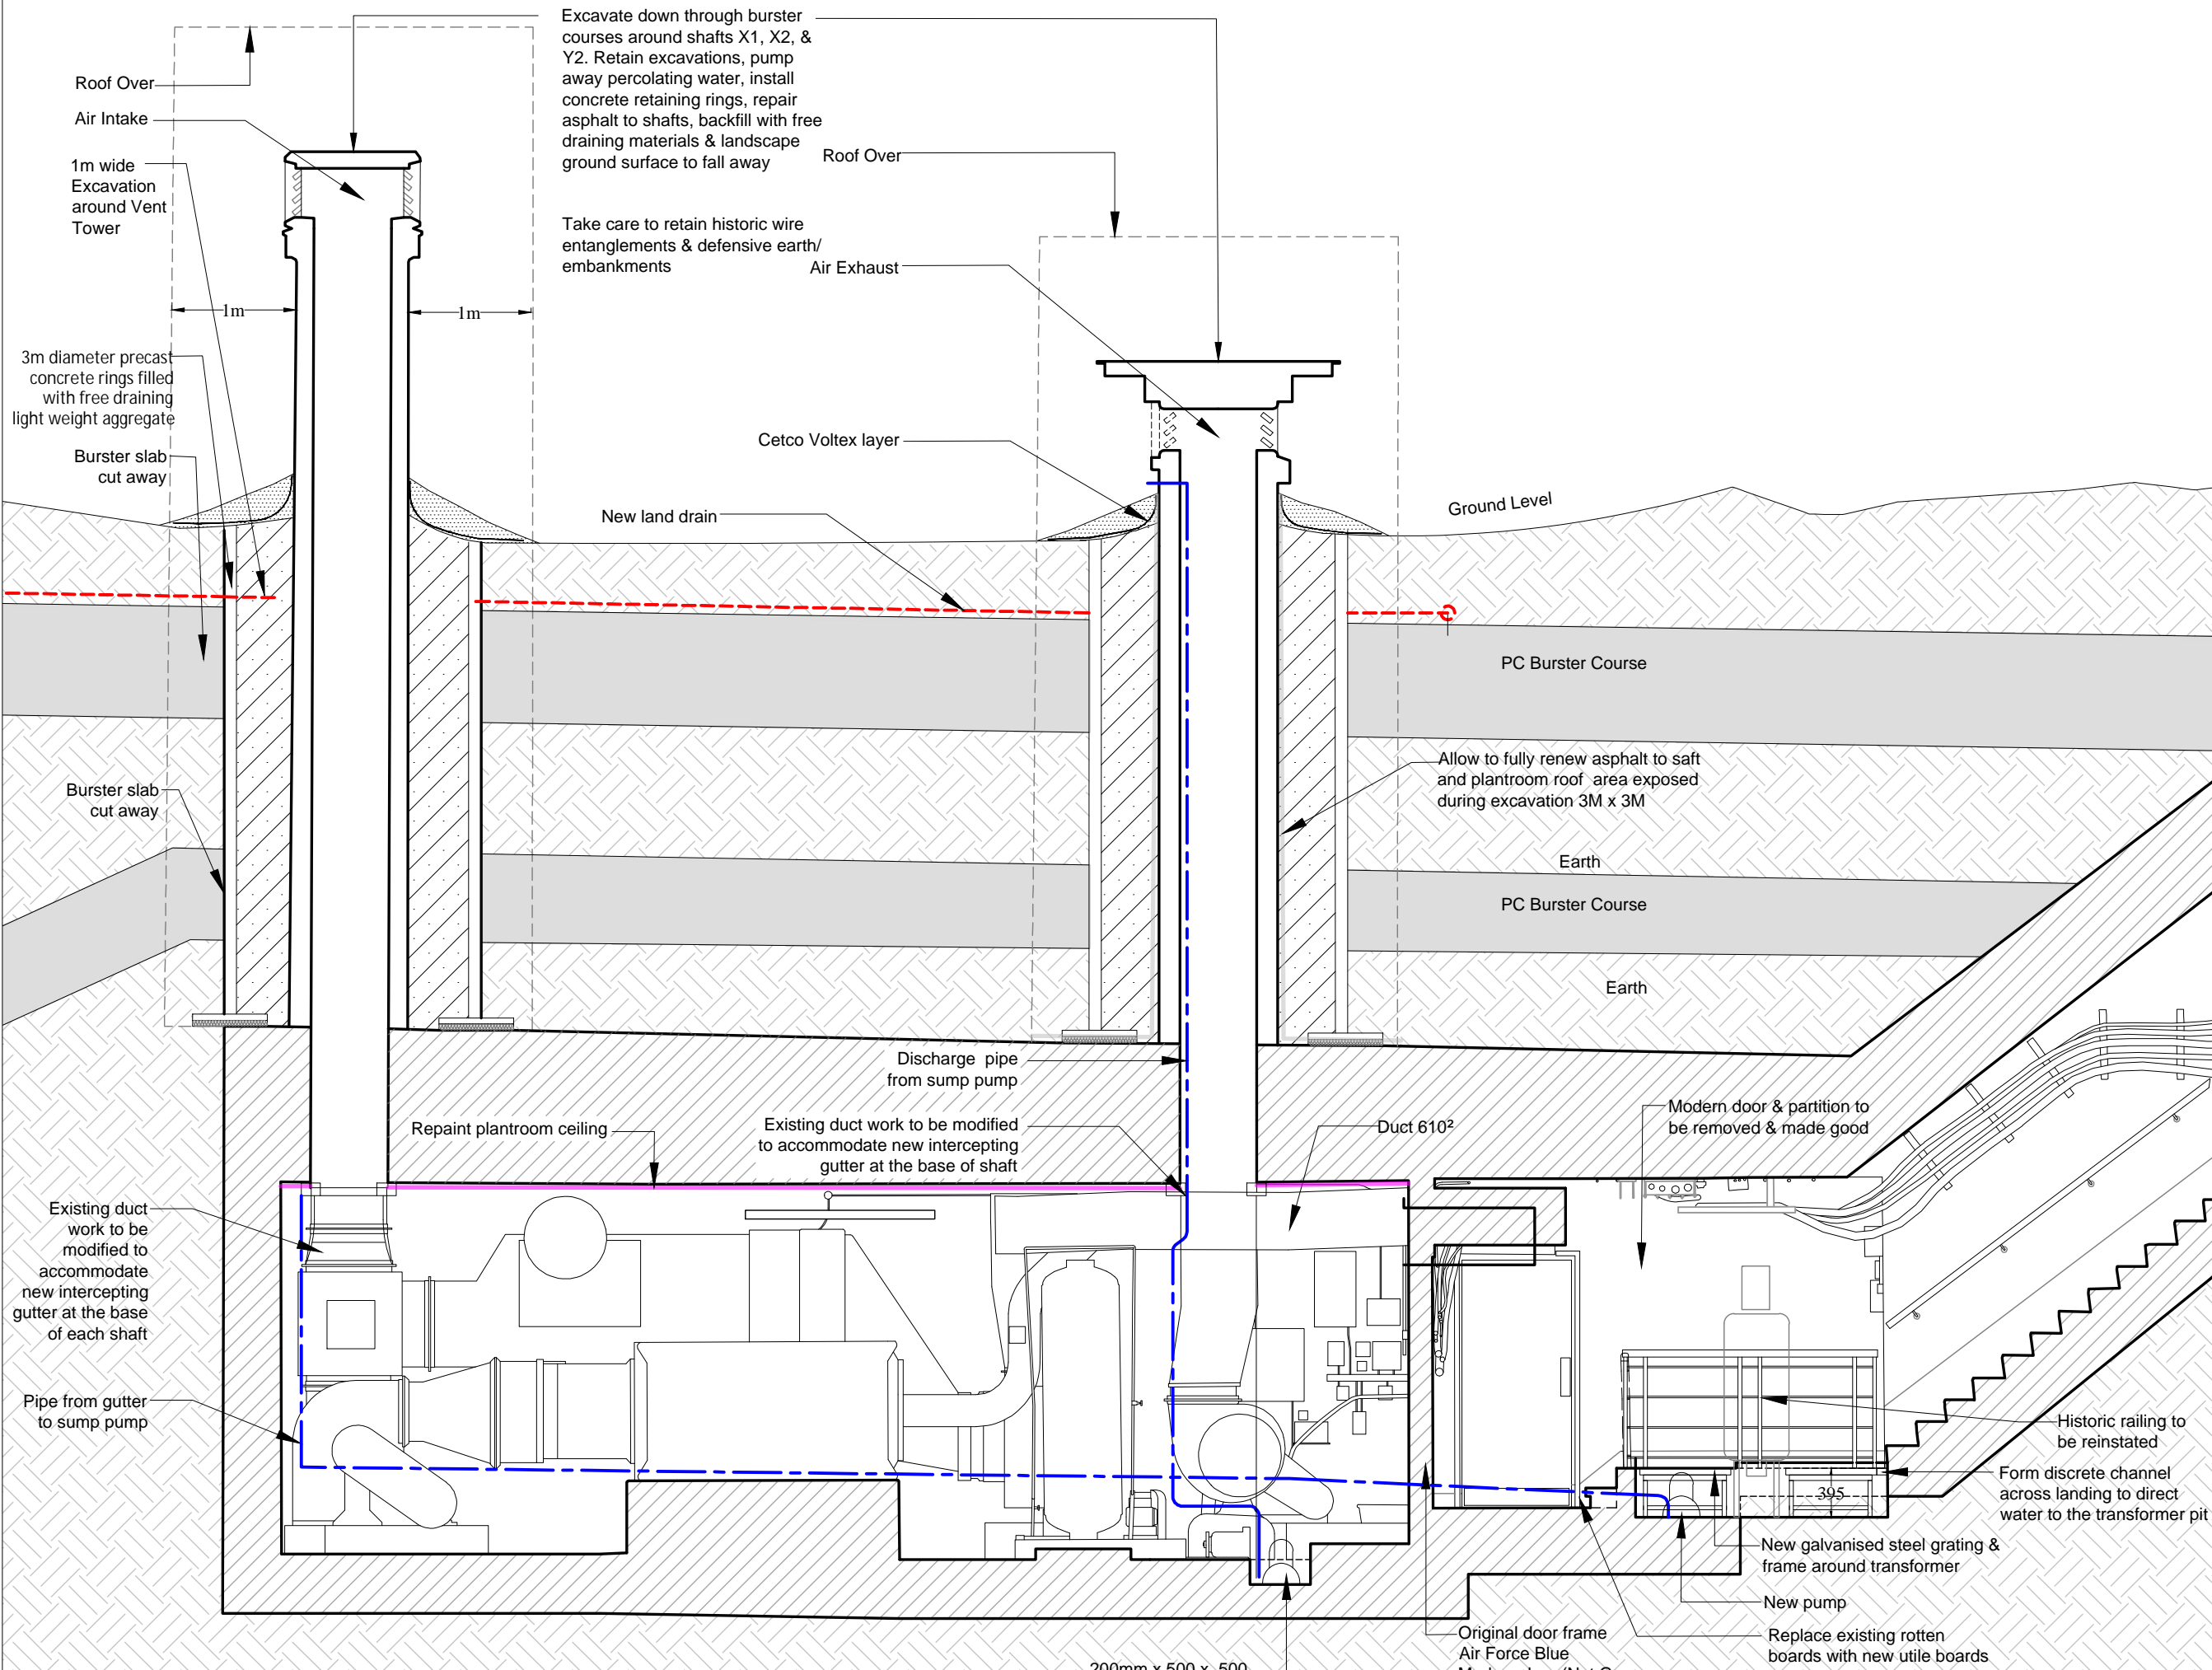 Excavate down through burster
courses around shafts X1, X2, &
Y2. Retain excavations, pump
away percolating water, install
concrete retaining rings, repair
asphalt to shafts, backfill with free
draining materials & landscape
ground surface to fall away
Take care to retain historic wire
entanglements & defensive earth/
embankments
Roof Over
Air Intake
1m wide
Excavation
around Vent
Tower
Roof Over
Air Exhaust
1m
1m
3m diameter precast
concrete rings filled
with free draining
light weight aggregate
Burster slab
cut away
Cetco Voltex layer
New land drain
Ground Level
PC Burster Course
Burster slab
cut away
Allow to fully renew asphalt to saft
and plantroom roof area exposed
during excavation 3M x 3M
Earth
PC Burster Course
Earth
Discharge pipe
from sump pump
Repaint plantroom ceiling
Existing duct work to be modified
to accommodate new intercepting
gutter at the base of shaft
Duct 610²
Modern door & partition to
be removed & made good
Existing duct
work to be
modified to
accommodate
new intercepting
gutter at the base
of each shaft
Pipe from gutter
to sump pump
Historic railing to
be reinstated
Form discrete channel
across landing to direct
water to the transformer pit
395
New galvanised steel grating &
frame around transformer
New pump
Replace existing rotten
boards with new utile boards
Original door frame
Air Force Blue
200mm x 500 x 500